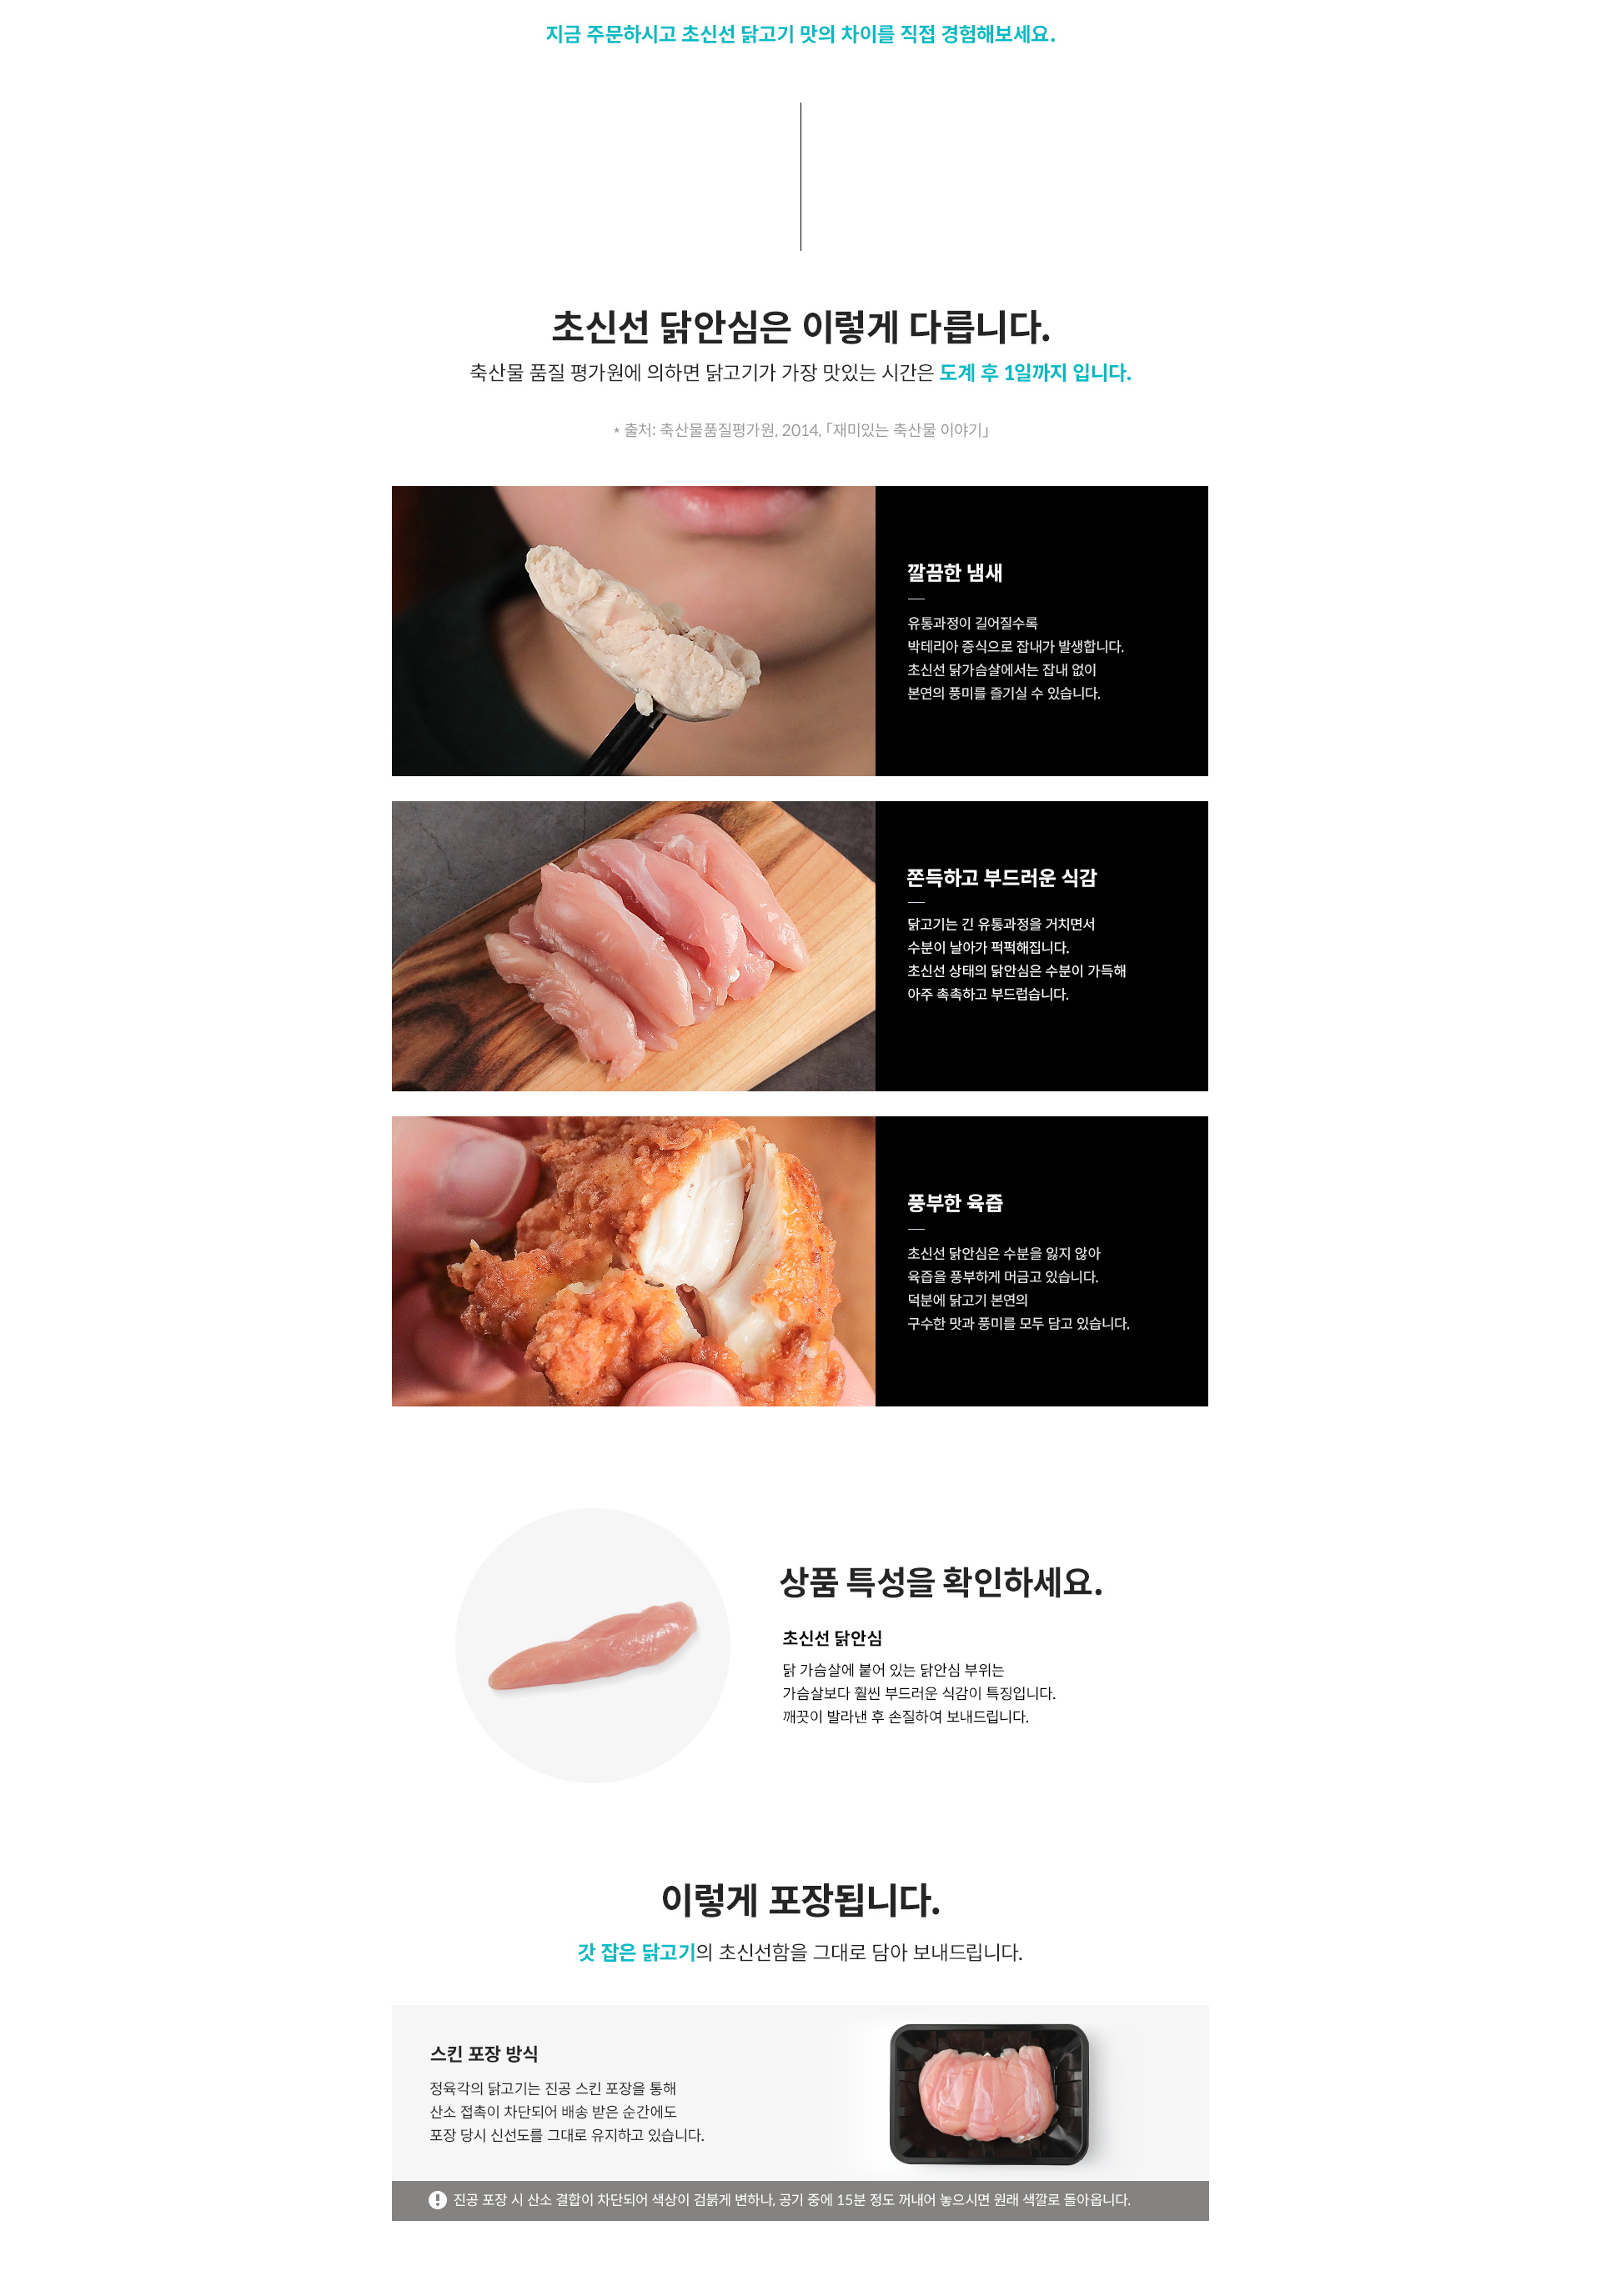 지금 주문하시고 초신선 닭고기 맛의 차이를 직접 경험해보세요.
초신선 닭안심은 이렇게 다릅니다.
축산물 품질 평가원에 의하면 닭고기가 가장 맛있는 시간은 도계 후 1일까지 입니다.
* 출처: 축산물품질평가원, 2014, 「재미있는 축산물 이야기」
깔끔한 냄새
유통과정이 길어질수록
박테리아 증식으로 잡내가 발생합니다.
초신선 닭가슴살에서는 잡내 없이
본연의 풍미를 즐기실 수 있습니다.
쫀득하고 부드러운 식감
닭고기는 긴 유통과정을 거치면서
수분이 날아가 퍽퍽해집니다.
초신선 상태의 닭안심은 수분이 가득해
아주 촉촉하고 부드럽습니다.
풍부한 육즙
초신선 닭안심은 수분을 잃지 않아
육즙을 풍부하게 머금고 있습니다.
덕분에 닭고기 본연의
구수한 맛과 풍미를 모두 담고 있습니다.
상품 특성을 확인하세요.
초신선 닭안심
닭 가슴살에 붙어 있는 닭안심 부위는
가슴살보다 훨씬 부드러운 식감이 특징입니다.
깨끗이 발라낸 후 손질하여 보내드립니다.
이렇게 포장됩니다.
갓 잡은 닭고기의 초신선함을 그대로 담아 보내드립니다.
스킨 포장 방식
정육각의 닭고기는 진공 스킨 포장을 통해
산소 접촉이 차단되어 배송 받은 순간에도
포장 당시 신선도를 그대로 유지하고 있습니다.
진공 포장 시 산소 결합이 차단되어 색상이 검붉게 변하나, 공기 중에 15분 정도 꺼내어 놓으시면 원래 색깔로 돌아옵니다.